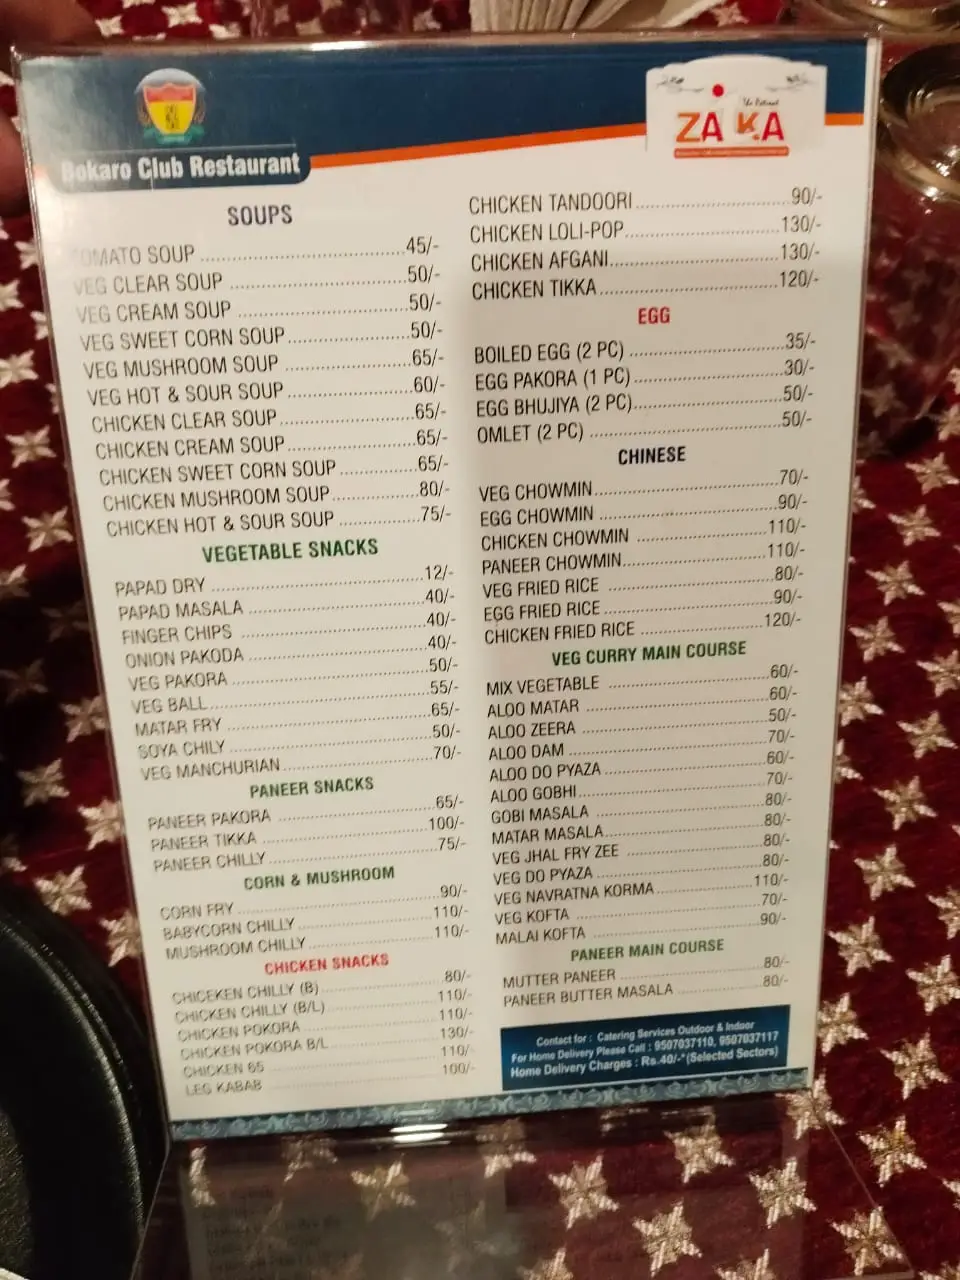 Bokaro Club Restaurant
The Retreat
ZAIKA
SOUPS
TOMATO SOUP ........ 45/-
VEG CLEAR SOUP ........ 50/-
VEG CREAM SOUP ........ 50/-
VEG SWEET CORN SOUP ........ 50/-
VEG MUSHROOM SOUP ........ 65/-
VEG HOT & SOUR SOUP ........ 60/-
CHICKEN CLEAR SOUP ........ 65/-
CHICKEN CREAM SOUP ........ 65/-
CHICKEN SWEET CORN SOUP ........ 65/-
CHICKEN MUSHROOM SOUP ........ 80/-
CHICKEN HOT & SOUR SOUP ........ 75/-
VEGETABLE SNACKS
PAPAD DRY ........ 12/-
PAPAD MASALA ........ 40/-
FINGER CHIPS ........ 40/-
ONION PAKODA ........ 40/-
VEG PAKORA ........ 50/-
VEG BALL ........ 55/-
MATAR FRY ........ 65/-
SOYA CHILY ........ 50/-
VEG MANCHURIAN ........ 70/-
PANEER SNACKS
PANEER PAKORA ........ 65/-
PANEER TIKKA ........ 100/-
PANEER CHILLY ........ 75/-
CORN & MUSHROOM
CORN FRY ........ 90/-
BABYCORN CHILLY ........ 110/-
MUSHROOM CHILLY ........ 110/-
CHICKEN SNACKS
CHICEKEN CHILLY (B) ........ 80/-
CHICKEN CHILLY (B/L) ........ 110/-
CHICKEN POKORA ........ 110/-
CHICKEN POKORA B/L ........ 130/-
CHICKEN 65 ........ 110/-
LEG KABAB ........ 100/-
CHICKEN TANDOORI ........ 90/-
CHICKEN LOLI-POP ........ 130/-
CHICKEN AFGANI ........ 130/-
CHICKEN TIKKA ........ 120/-
EGG
BOILED EGG (2 PC) ........ 35/-
EGG PAKORA (1 PC) ........ 30/-
EGG BHUJIYA (2 PC) ........ 50/-
OMLET (2 PC) ........ 50/-
CHINESE
VEG CHOWMIN ........ 70/-
EGG CHOWMIN ........ 90/-
CHICKEN CHOWMIN ........ 110/-
PANEER CHOWMIN ........ 110/-
VEG FRIED RICE ........ 80/-
EGG FRIED RICE ........ 90/-
CHICKEN FRIED RICE ........ 120/-
VEG CURRY MAIN COURSE
MIX VEGETABLE ........ 60/-
ALOO MATAR ........ 60/-
ALOO ZEERA ........ 50/-
ALOO DAM ........ 70/-
ALOO DO PYAZA ........ 60/-
ALOO GOBHI ........ 70/-
GOBI MASALA ........ 80/-
MATAR MASALA ........ 80/-
VEG JHAL FRY ZEE ........ 80/-
VEG DO PYAZA ........ 80/-
VEG NAVRATNA KORMA ........ 110/-
VEG KOFTA ........ 70/-
MALAI KOFTA ........ 90/-
PANEER MAIN COURSE
MUTTER PANEER ........ 80/-
PANEER BUTTER MASALA ........ 80/-
Contact for : Catering Services Outdoor & Indoor
For Home Delivery Please Call : 9507037110, 9507037117
Home Delivery Charges : Rs.40/-*(Selected Sectors)